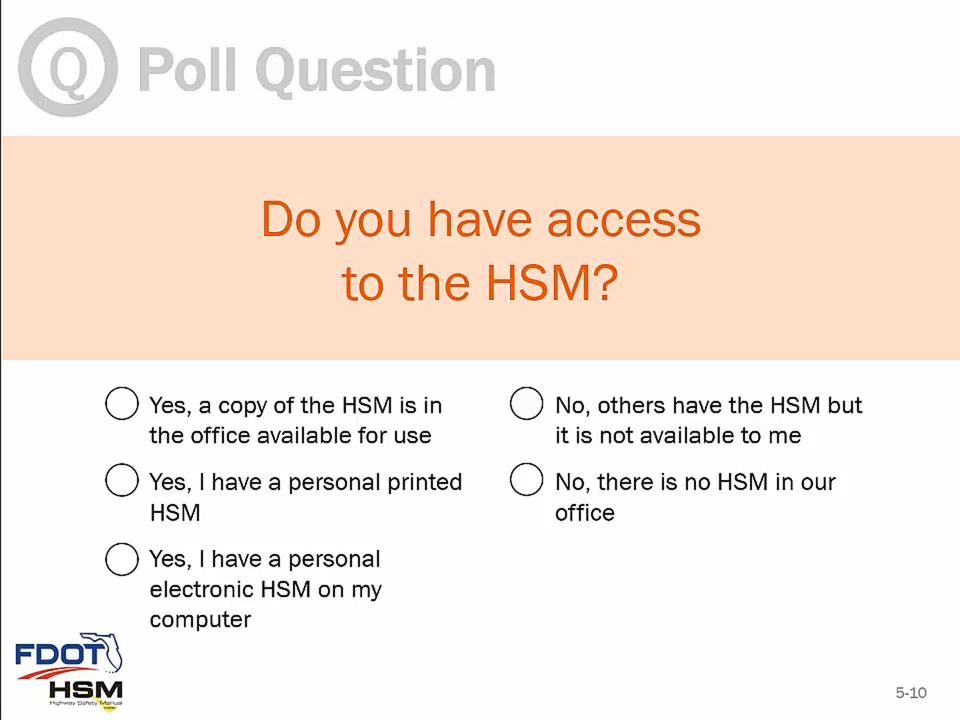 Q Poll Question
Do you have access
to the HSM?
Yes, a copy of the HSM is in
the office available for use
Yes, I have a personal printed
HSM
Yes, I have a personal
electronic HSM on my
computer
No, others have the HSM but
it is not available to me
No, there is no HSM in our
office
FDOT
HSM
Highway Safety Manual
5-10